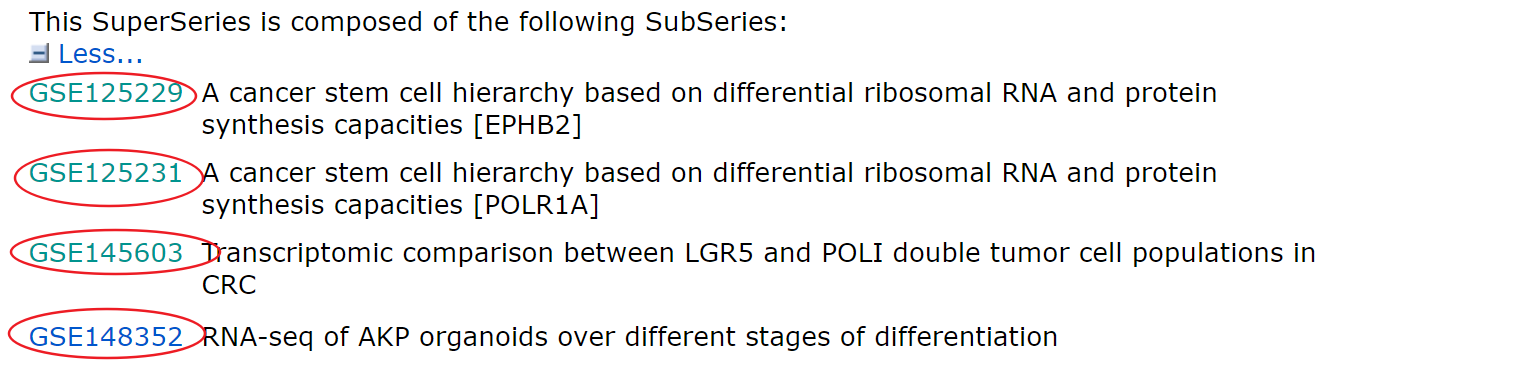 This SuperSeries is composed of the following SubSeries:
Less...
GSE125229 A cancer stem cell hierarchy based on differential ribosomal RNA and protein
synthesis capacities [EPHB2]
GSE125231 A cancer stem cell hierarchy based on differential ribosomal RNA and protein
synthesis capacities [POLR1A]
GSE145603 Transcriptomic comparison between LGR5 and POLI double tumor cell populations in
CRC
GSE148352 RNA-seq of AKP organoids over different stages of differentiation